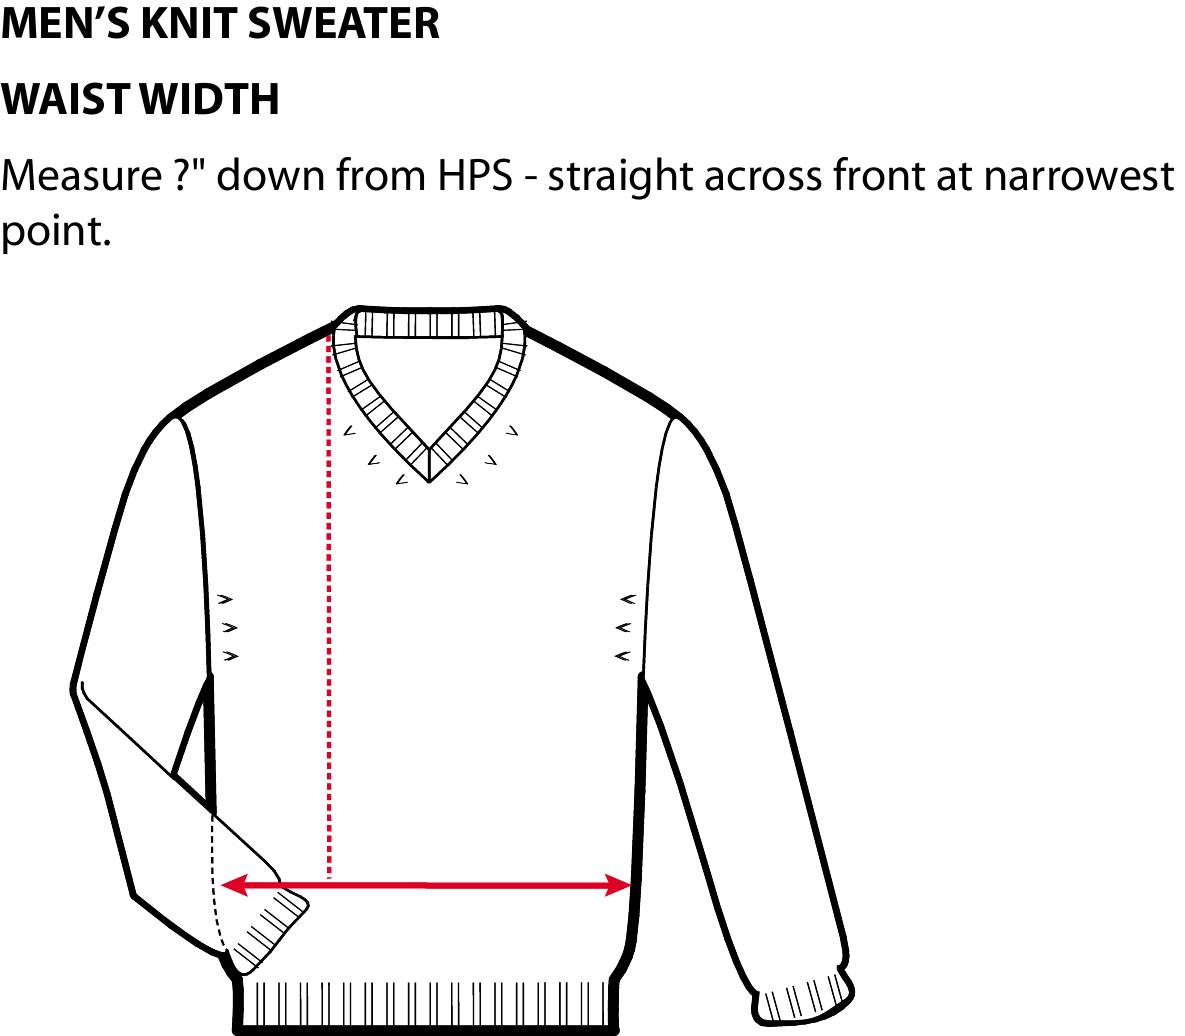 MEN’S KNIT SWEATER
WAIST WIDTH
Measure ?" down from HPS - straight across front at narrowest
point.